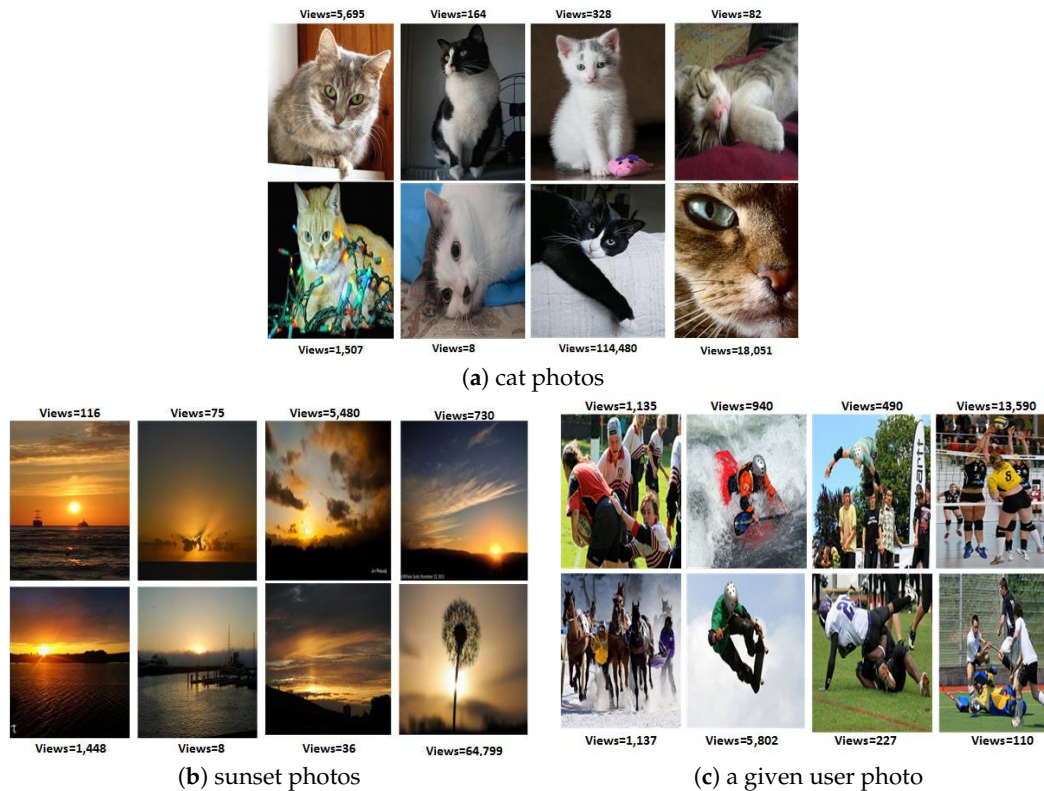 Views=5,695 Views=164 Views=328 Views=82
Views=1,507 Views=8 Views=114,480 Views=18,051
(a) cat photos
Views=116 Views=75 Views=5,480 Views=730
Views=1,448 Views=8 Views=36 Views=64,799
(b) sunset photos
Views=1,135 Views=940 Views=490 Views=13,590
bartt
S
2
Views=1,137 Views=5,802 Views=227 Views=110
(c) a given user photo